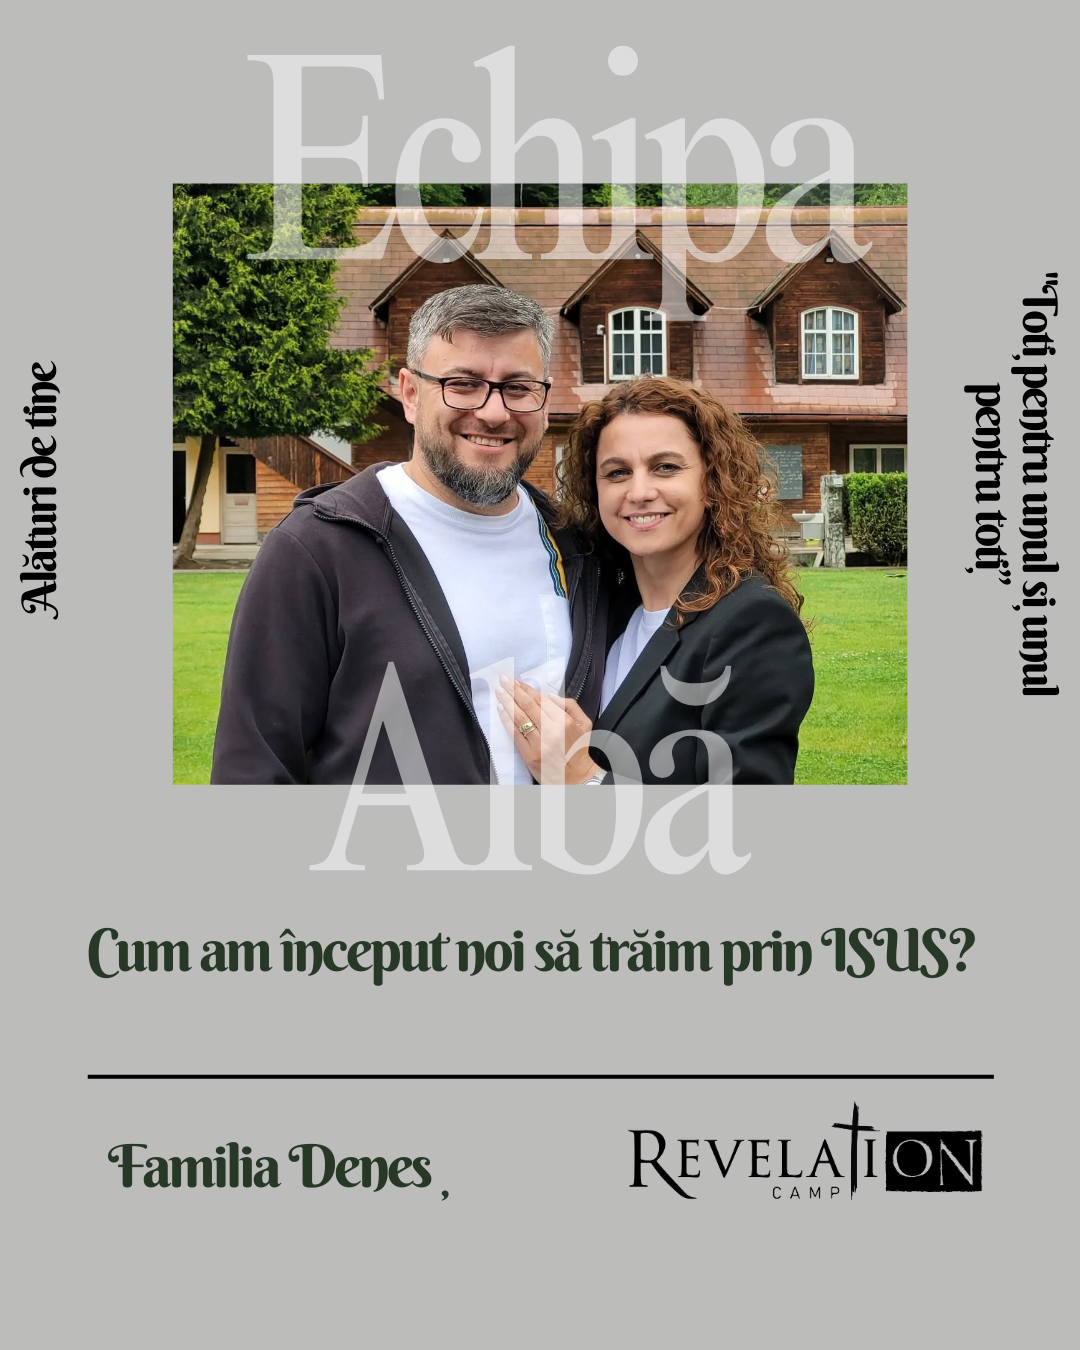 Echipa
Alături de tine
"Toți pentru unul și unul
pentru toți”
Albă
Cum am început noi să trăim prin ISUS?
Familia Denes,
REVELATION
CAMP